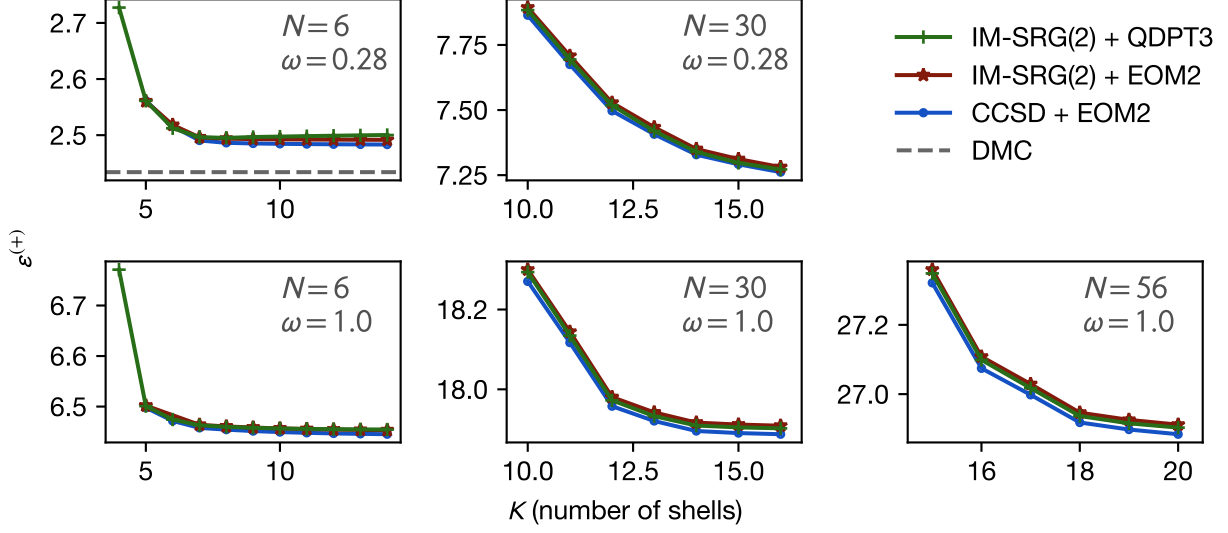 2.7
2.6
2.5
5
10
N = 6
ω = 0.28
7.75
7.50
7.25
10.0
12.5
15.0
N = 30
ω = 0.28
IM-SRG(2) + QDPT3
IM-SRG(2) + EOM2
CCSD + EOM2
DMC
ε(+)
6.7
6.6
6.5
5
10
N = 6
ω = 1.0
18.2
18.0
10.0
12.5
15.0
N = 30
ω = 1.0
27.2
27.0
16
18
20
N = 56
ω = 1.0
K (number of shells)